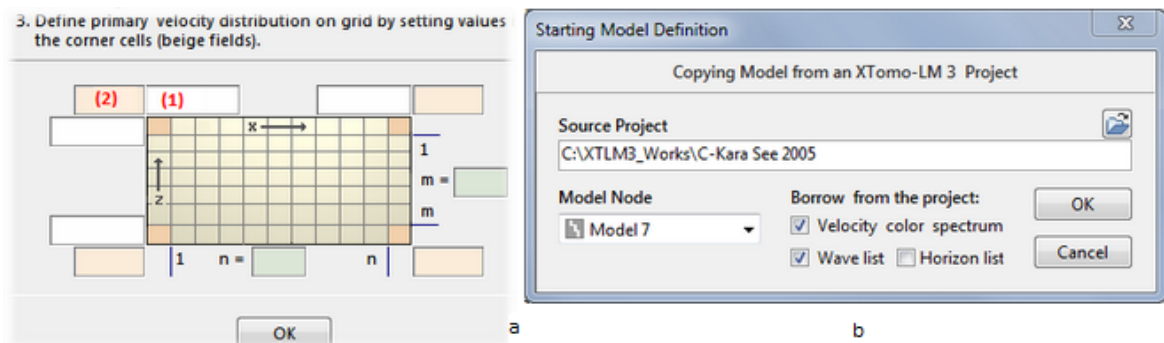 3. Define primary velocity distribution on grid by setting values
the corner cells (beige fields).
(2) (1)
x
1
m =
z
m
1 n = n
OK
a
Starting Model Definition
Copying Model from an XTomo-LM 3 Project
Source Project
C:\XTLM3_Works\C-Kara See 2005
Model Node
Model 7
Borrow from the project:
Velocity color spectrum
Wave list Horizon list
OK
Cancel
b